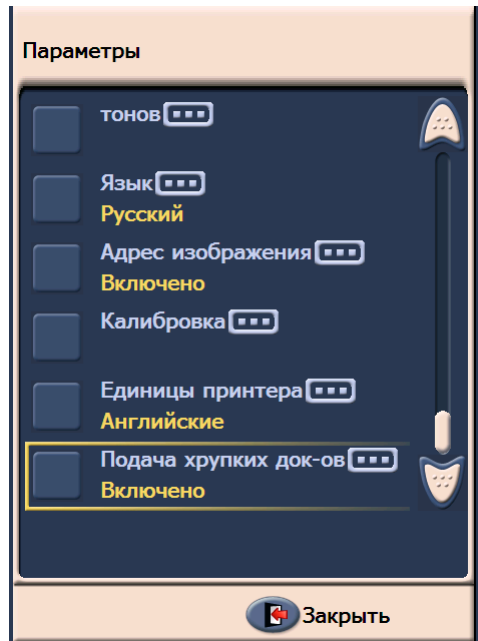 Параметры
тонов
Язык
Русский
Адрес изображения
Включено
Калибровка
Единицы принтера
Английские
Подача хрупких док-ов
Включено
Закрыть